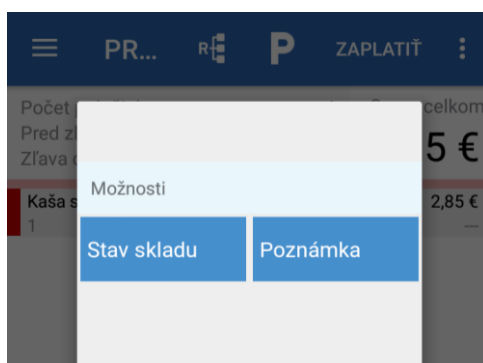 PR... R P ZAPLATIŤ
Počet celkom
Pred
Zľava
5 €
Možnosti
Kaša 2,85 €
1
Stav skladu Poznámka